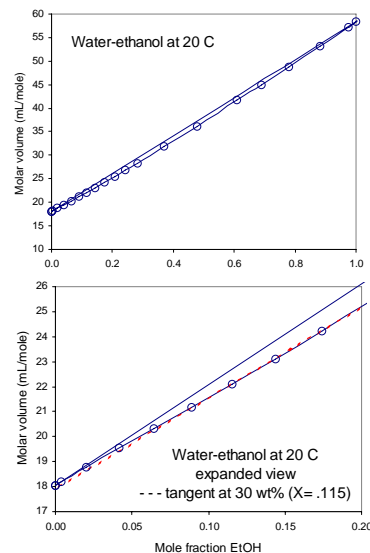 60
55
50
45
40
35
30
25
20
15
10
Molar volume (mL/mole)
Water-ethanol at 20 C
0.0 0.2 0.4 0.6 0.8 1.0
26
25
24
23
22
21
20
19
18
17
Molar volume (mL/mole)
Water-ethanol at 20 C
expanded view
- - - tangent at 30 wt% (X= .115)
0.00 0.05 0.10 0.15 0.20
Mole fraction EtOH